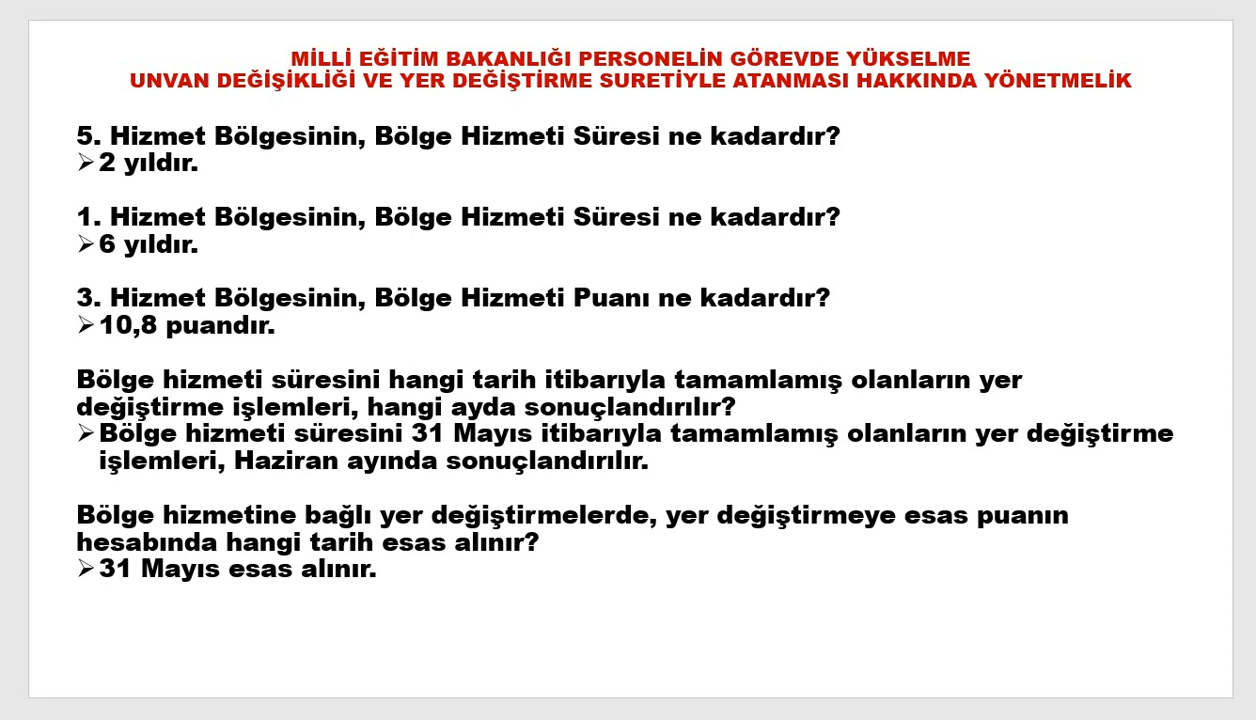 MİLLİ EĞİTİM BAKANLIĞI PERSONELİN GÖREVDE YÜKSELME
UNVAN DEĞİŞİKLİĞİ VE YER DEĞİŞTİRME SURETİYLE ATANMASI HAKKINDA YÖNETMELİK
5. Hizmet Bölgesinin, Bölge Hizmeti Süresi ne kadardır?
➢ 2 yıldır.
1. Hizmet Bölgesinin, Bölge Hizmeti Süresi ne kadardır?
➢ 6 yıldır.
3. Hizmet Bölgesinin, Bölge Hizmeti Puanı ne kadardır?
➢ 10,8 puandır.
Bölge hizmeti süresini hangi tarih itibarıyla tamamlamış olanların yer
değiştirme işlemleri, hangi ayda sonuçlandırılır?
➢ Bölge hizmeti süresini 31 Mayıs itibarıyla tamamlamış olanların yer değiştirme
işlemleri, Haziran ayında sonuçlandırılır.
Bölge hizmetine bağlı yer değiştirmelerde, yer değiştirmeye esas puanın
hesabında hangi tarih esas alınır?
➢ 31 Mayıs esas alınır.